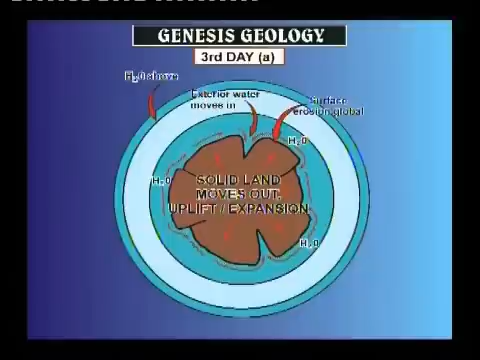 GENESIS GEOLOGY
3rd DAY (a)
H2O above
Exterior water
moves in
Surface
erosion global
H2O
H2O
SOLID LAND
MOVES OUT,
UPLIFT / EXPANSION
H2O